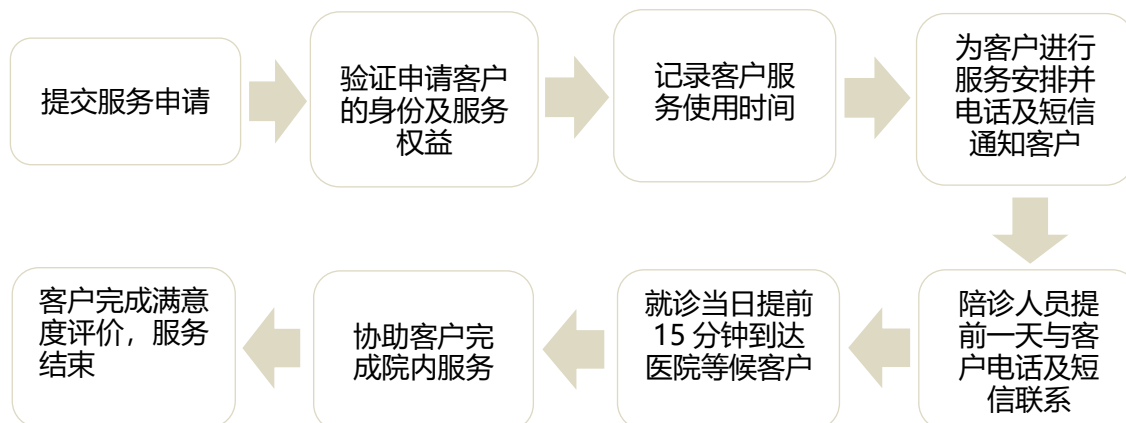 提交服务申请
验证申请客户
的身份及服务
权益
记录客户服
务使用时间
为客户进行
服务安排并
电话及短信
通知客户
陪诊人员提
前一天与客
户电话及短
信联系
就诊当日提前
15 分钟到达
医院等候客户
协助客户完
成院内服务
客户完成满意
度评价，服务
结束